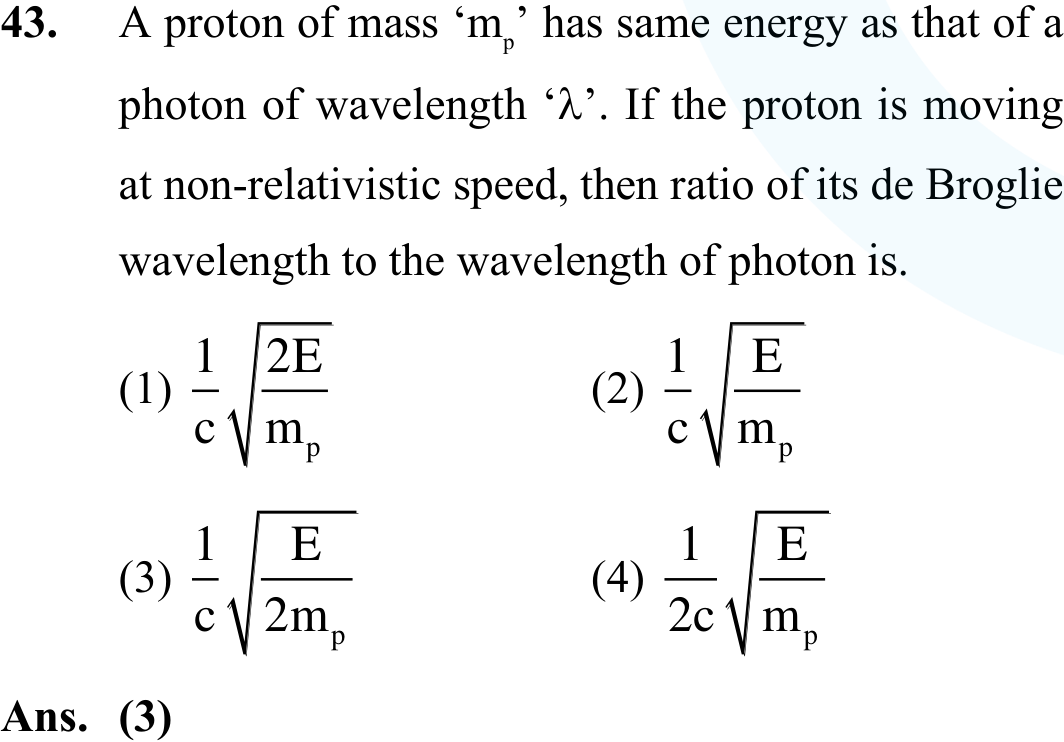 43. A proton of mass ‘mₚ’ has same energy as that of a
photon of wavelength ‘λ’. If the proton is moving
at non-relativistic speed, then ratio of its de Broglie
wavelength to the wavelength of photon is.
(1) \frac{1}{c}\sqrt{\frac{2E}{m_p}} (2) \frac{1}{c}\sqrt{\frac{E}{m_p}}
(3) \frac{1}{c}\sqrt{\frac{E}{2m_p}} (4) \frac{1}{2c}\sqrt{\frac{E}{m_p}}
Ans. (3)